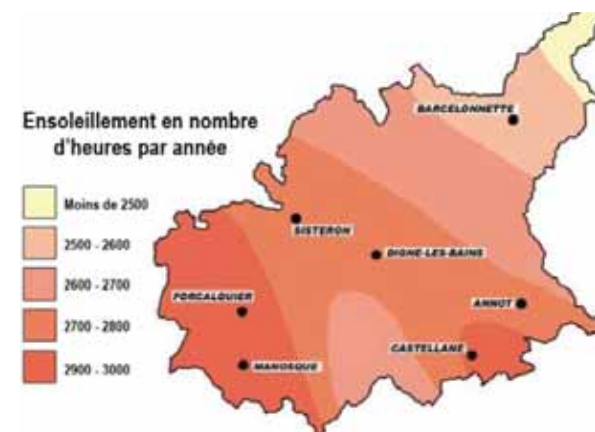 Ensoleillement en nombre
d'heures par année
Moins de 2500
2500 - 2600
2600 - 2700
2700 - 2800
2900 - 3000
BARCELONNETTE
SISTERON
DIGNE-LES-BAINS
FORCALQUIER
ANNOT
CASTELLANE
MANOSQUE